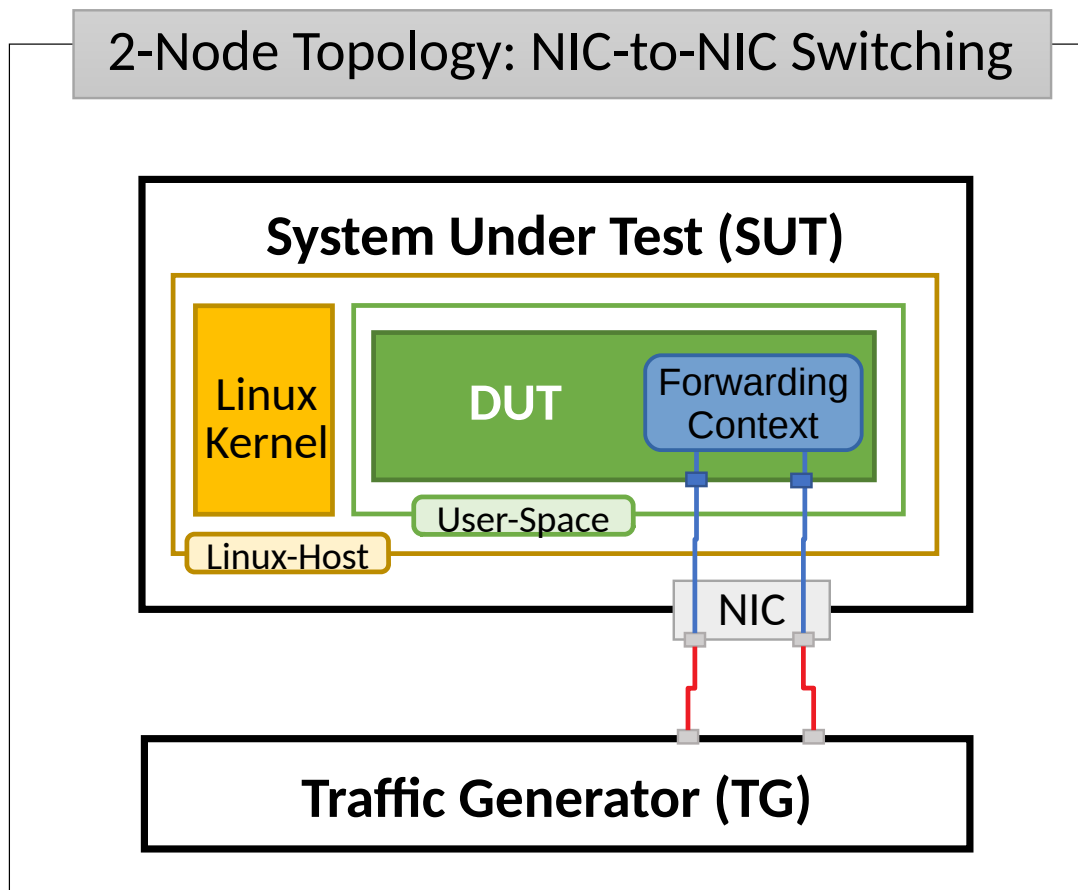 2-Node Topology: NIC-to-NIC Switching
System Under Test (SUT)
Linux
Kernel
DUT
Forwarding
Context
User-Space
Linux-Host
NIC
Traffic Generator (TG)